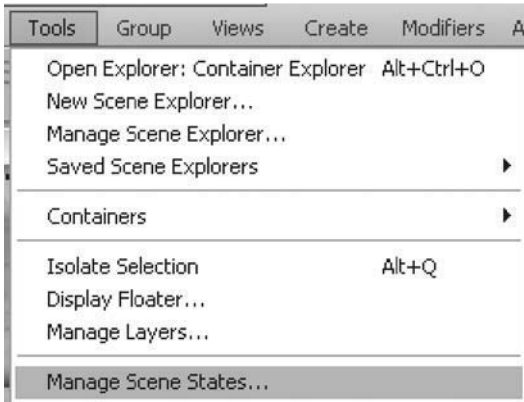 Tools Group Views Create Modifiers A
Open Explorer: Container Explorer Alt+Ctrl+O
New Scene Explorer...
Manage Scene Explorer...
Saved Scene Explorers
Containers
Isolate Selection Alt+Q
Display Floater...
Manage Layers...
Manage Scene States...